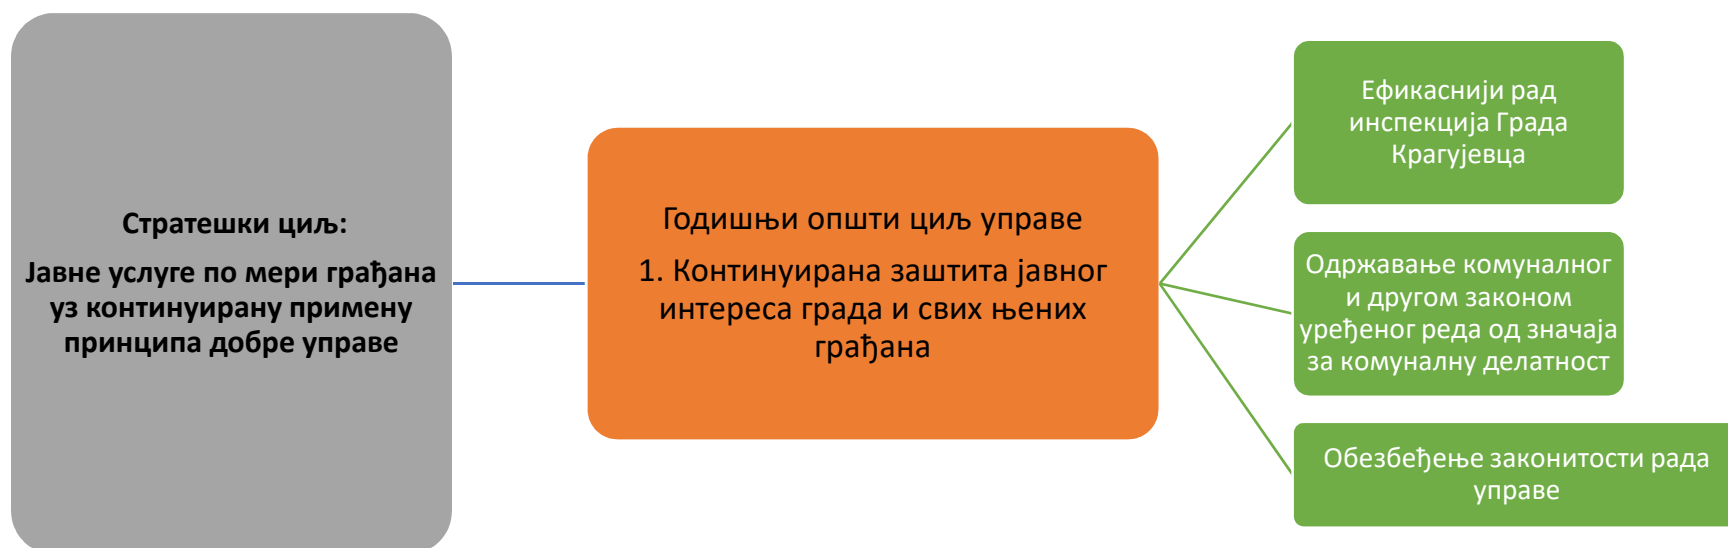 Стратешки циљ:
Јавне услуге по мери грађана
уз континуирану примену
принципа добре управе
Годишњи општи циљ управе
1. Континуирана заштита јавног
интереса града и свих њених
грађана
Ефикаснији рад
инспекција Града
Крагујевца
Одржавање комуналног
и другом законом
уређеног реда од значаја
за комуналну делатност
Обезбеђење законитости рада
управе